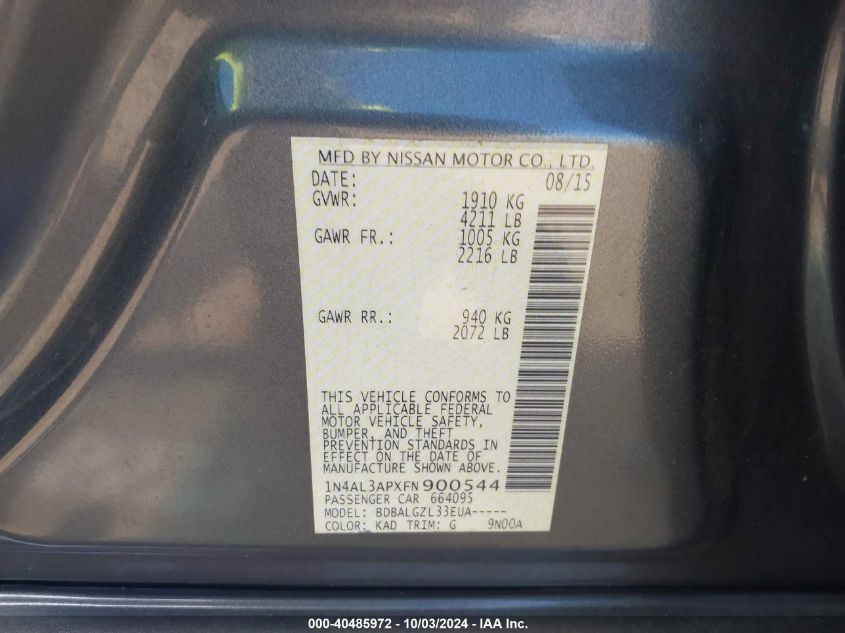 MFD BY NISSAN MOTOR CO., LTD.
DATE: 08/15
GVWR: 1910 KG
4211 LB
GAWR FR.: 1005 KG
2216 LB
GAWR RR.: 940 KG
2072 LB
THIS VEHICLE CONFORMS TO
ALL APPLICABLE FEDERAL
MOTOR VEHICLE SAFETY,
BUMPER, AND THEFT
PREVENTION STANDARDS IN
EFFECT ON THE DATE OF
MANUFACTURE SHOWN ABOVE.
1N4AL3APXFN900544
PASSENGER CAR 664095
MODEL: BDBALGZL33EUA-----
COLOR: KAD TRIM: G 9N00A
000-40485972 - 10/03/2024 - IAA Inc.